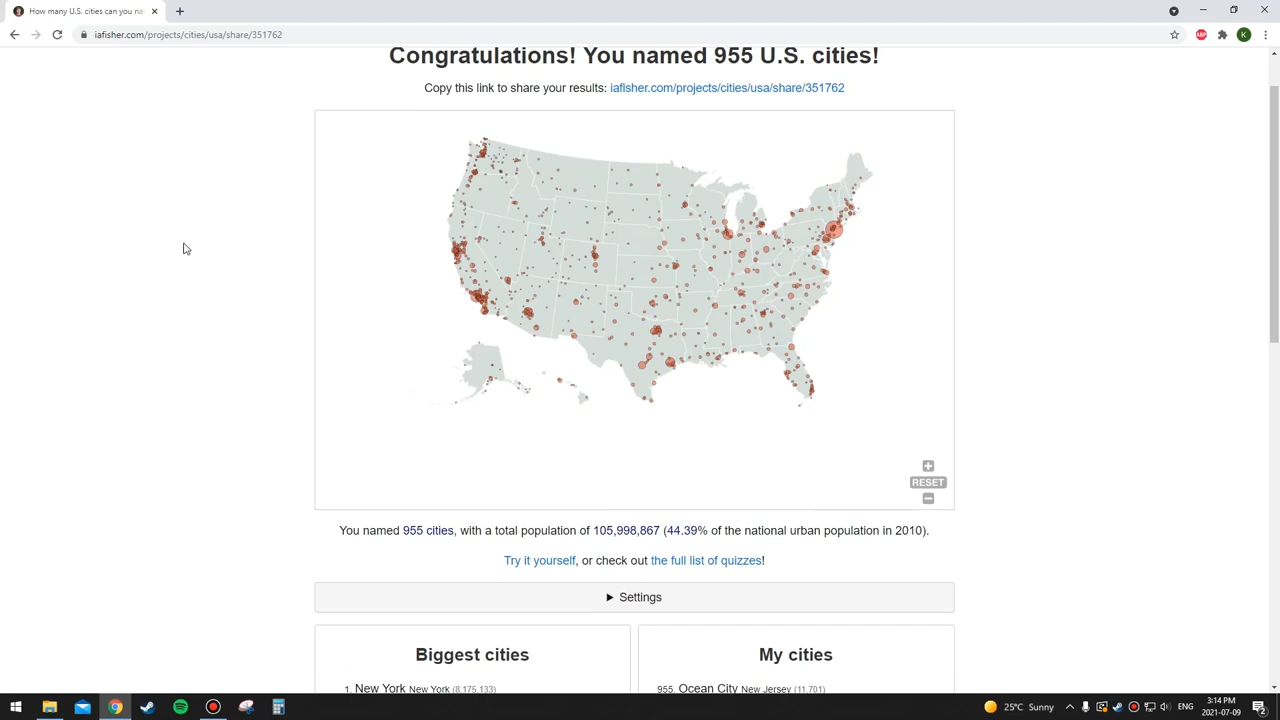 How many U.S. cities can you na
iafisher.com/projects/cities/usa/share/351762
ABP
K
Congratulations! You named 955 U.S. cities!
Copy this link to share your results: iafisher.com/projects/cities/usa/share/351762
RESET
You named 955 cities, with a total population of 105,998,867 (44.39% of the national urban population in 2010).
Try it yourself, or check out the full list of quizzes!
▶ Settings
Biggest cities
My cities
1. New York New York (8,175,133)
955. Ocean City New Jersey (11,701)
25°C Sunny
ENG
3:14 PM
2021-07-09
2